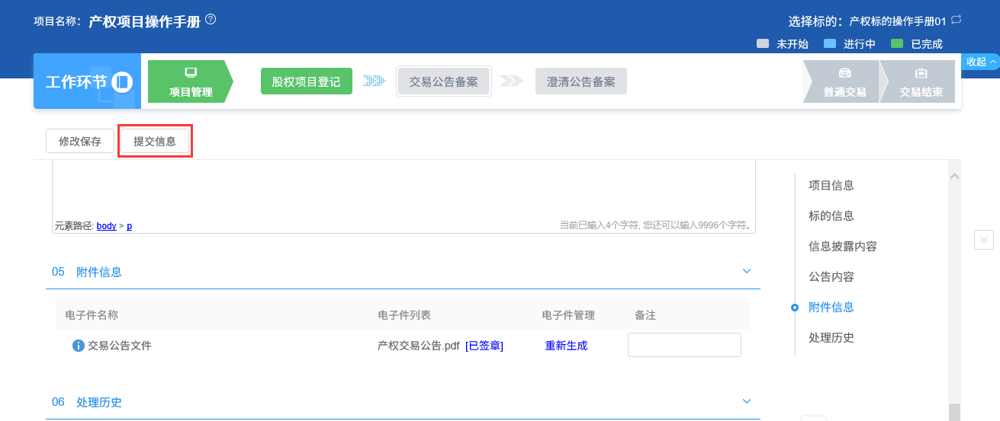 项目名称： 产权项目操作手册
选择标的： 产权标的操作手册01
未开始 进行中 已完成
收起
工作环节
项目管理
股权项目登记
交易公告备案
澄清公告备案
普通交易
交易结束
修改保存
提交信息
元素路径: body > p
当前已输入4个字符, 您还可以输入9996个字符。
05 附件信息
电子件名称 电子件列表 电子件管理 备注
交易公告文件 产权交易公告.pdf [已签章] 重新生成
06 处理历史
项目信息
标的信息
信息披露内容
公告内容
附件信息
处理历史